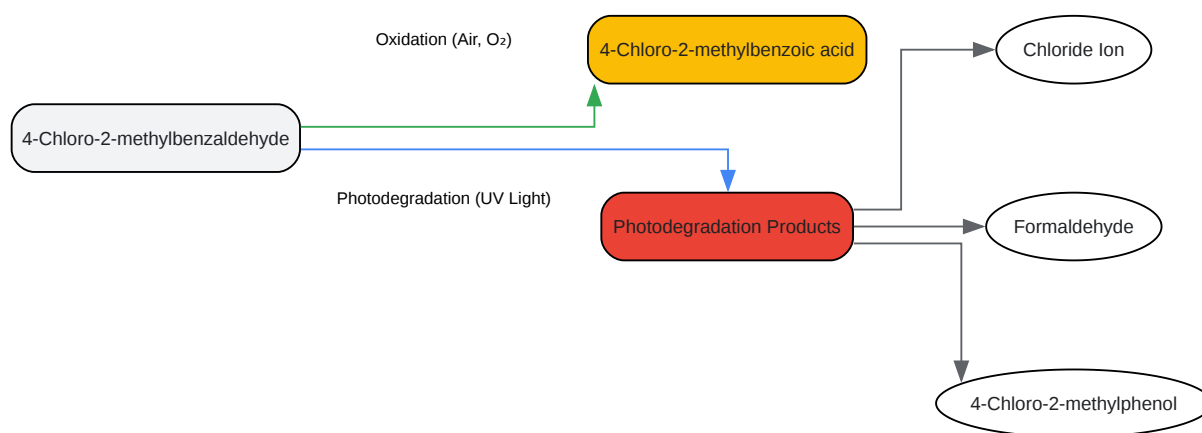 Oxidation (Air, O₂)
4-Chloro-2-methylbenzoic acid
Chloride Ion
4-Chloro-2-methylbenzaldehyde
Photodegradation (UV Light)
Photodegradation Products
Formaldehyde
4-Chloro-2-methylphenol